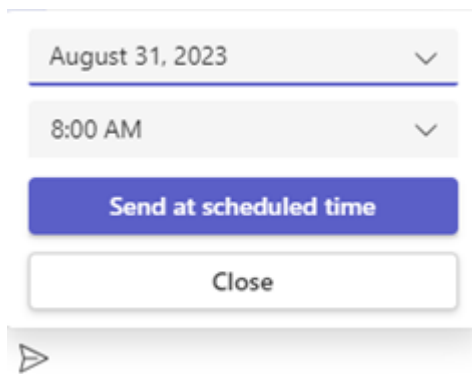 August 31, 2023
8:00 AM
Send at scheduled time
Close